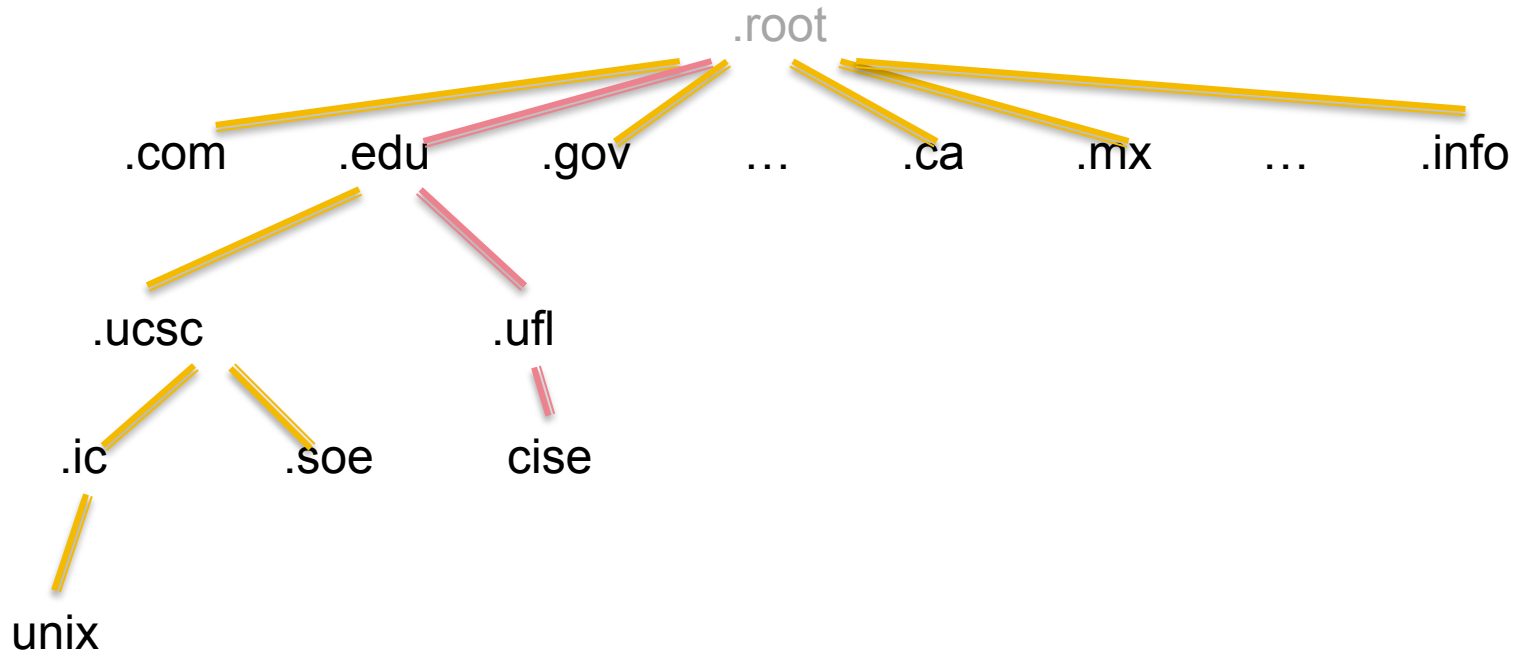 .root
.com .edu .gov … .ca .mx … .info
.ucsc .ufl
.ic .soe cise
unix